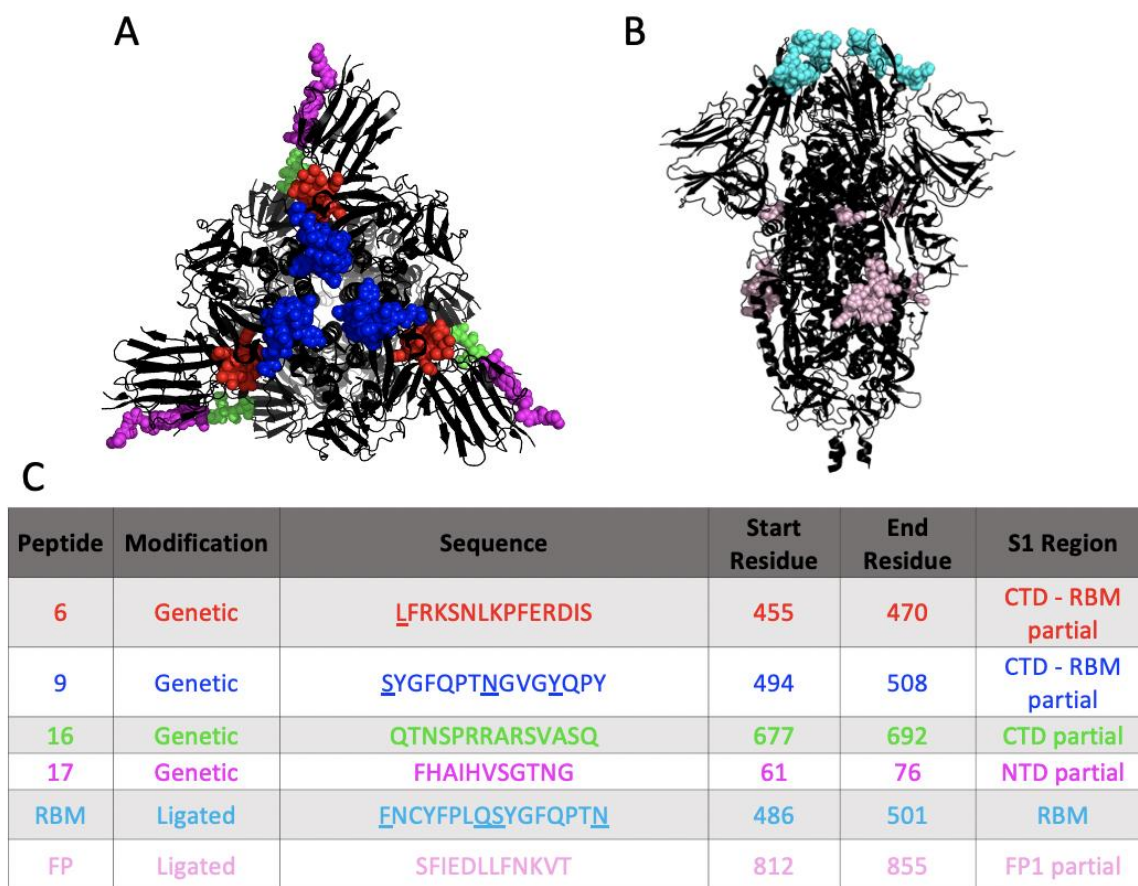 A
B
C
Peptide Modification Sequence Start Residue End Residue S1 Region
6 Genetic LFRKSNLKPFERDIS 455 470 CTD - RBM partial
9 Genetic SYGFQPTNGVGYQPY 494 508 CTD - RBM partial
16 Genetic QTNSPRRARSVASQ 677 692 CTD partial
17 Genetic FHAIHVSGTNG 61 76 NTD partial
RBM Ligated FNCYFPLQSYGFQPTN 486 501 RBM
FP Ligated SFIEDLLFNKVT 812 855 FP1 partial